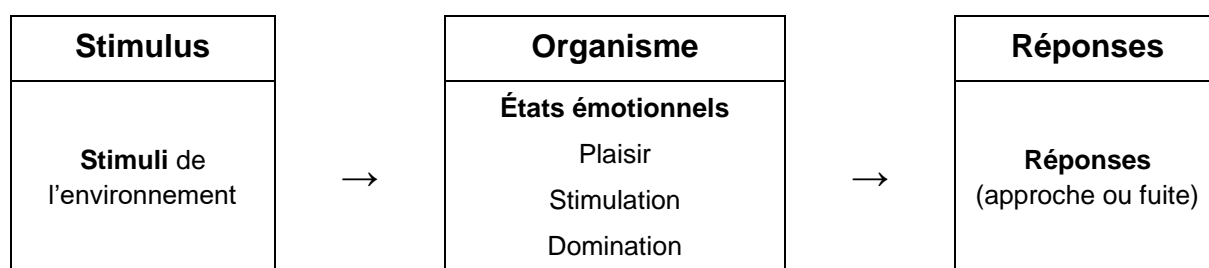 Stimulus
Stimuli de
l'environnement
→
Organisme
États émotionnels
Plaisir
Stimulation
Domination
→
Réponses
Réponses
(approche ou fuite)